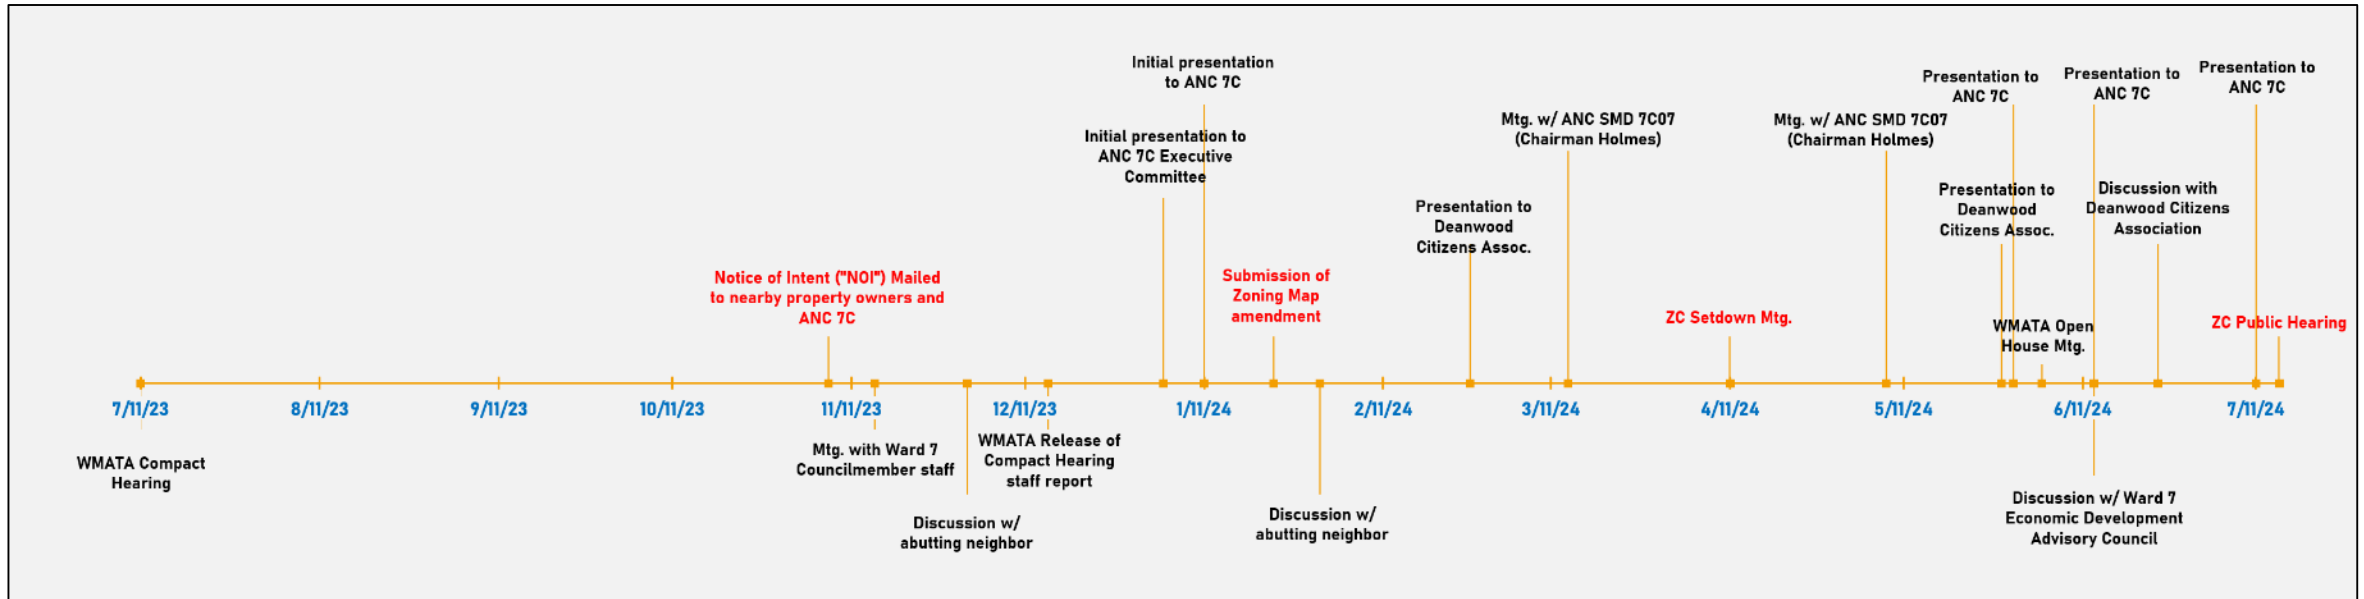 Initial presentation
to ANC 7C
Initial presentation to
ANC 7C Executive
Committee
Presentation to
Deanwood
Citizens Assoc.
Mtg. w/ ANC SMD 7C07
(Chairman Holmes)
Mtg. w/ ANC SMD 7C07
(Chairman Holmes)
Presentation to
ANC 7C
Presentation to
ANC 7C
Presentation to
ANC 7C
Presentation to
Deanwood
Citizens Assoc.
Discussion with
Deanwood Citizens
Association
Notice of Intent ("NOI") Mailed
to nearby property owners and
ANC 7C
Submission of
Zoning Map
amendment
ZC Setdown Mtg.
WMATA Open
House Mtg.
ZC Public Hearing
7/11/23 8/11/23 9/11/23 10/11/23 11/11/23 12/11/23 1/11/24 2/11/24 3/11/24 4/11/24 5/11/24 6/11/24 7/11/24
WMATA Compact
Hearing
Mtg. with Ward 7
Councilmember staff
WMATA Release of
Compact Hearing
staff report
Discussion w/
abutting neighbor
Discussion w/
abutting neighbor
Discussion w/ Ward 7
Economic Development
Advisory Council